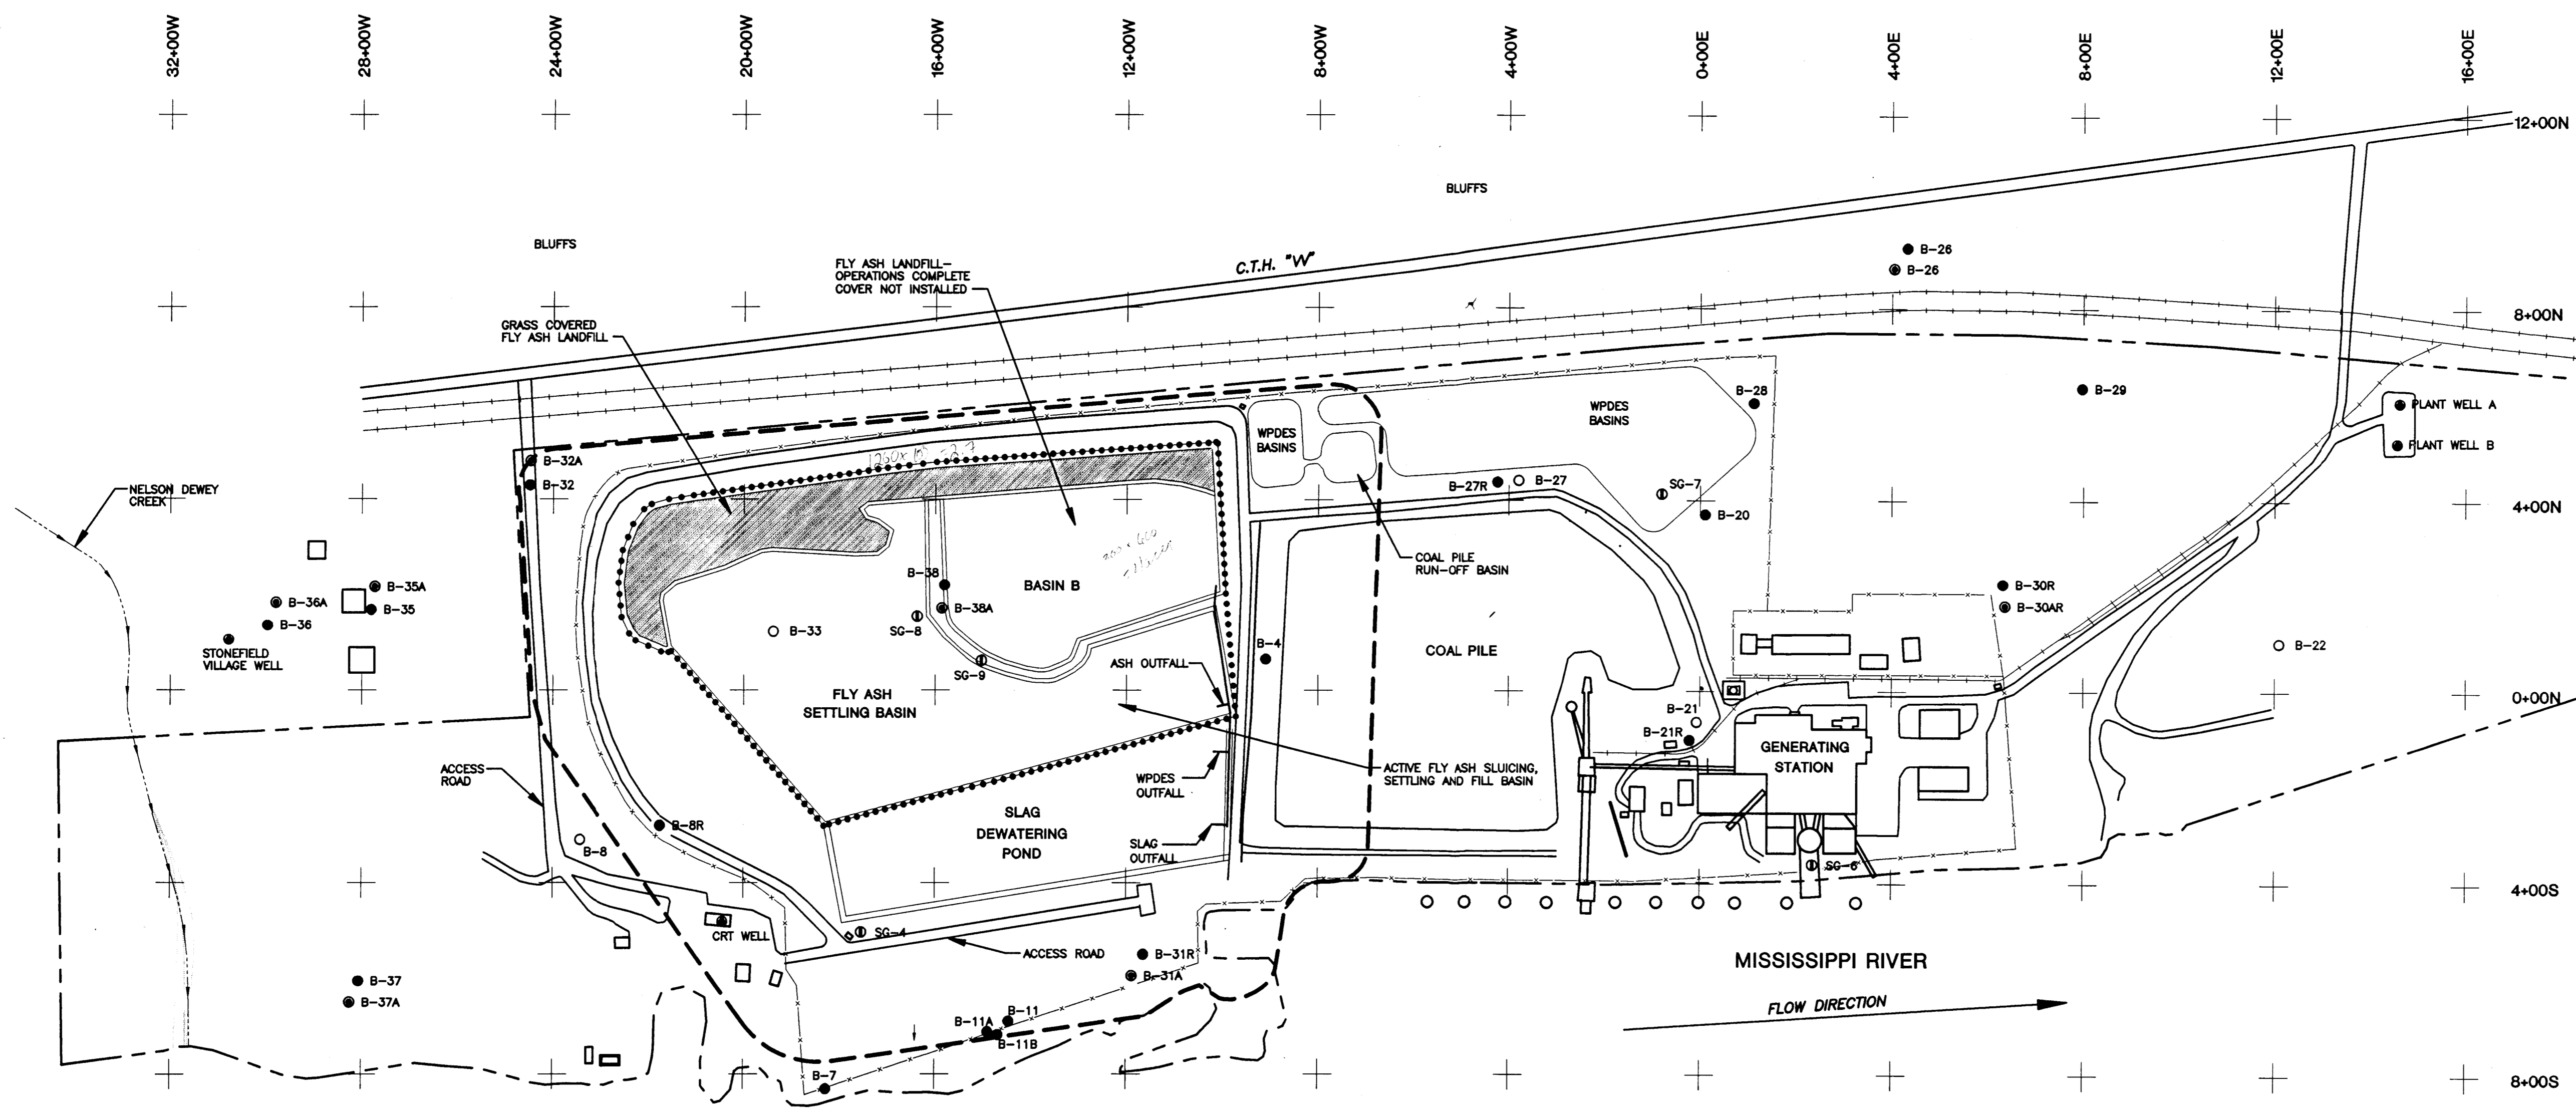 32+00W
28+00W
24+00W
20+00W
16+00W
12+00W
8+00W
4+00W
0+00E
4+00E
8+00E
12+00E
16+00E
12+00N
BLUFFS
BLUFFS
C.T.H. "W"
B-26
B-26
FLY ASH LANDFILL-
OPERATIONS COMPLETE
COVER NOT INSTALLED
GRASS COVERED
FLY ASH LANDFILL
8+00N
B-28
B-29
WPDES
BASINS
PLANT WELL A
PLANT WELL B
WPDES
BASINS
B-32A
B-32
NELSON DEWEY
CREEK
B-27R
B-27
SG-7
B-20
4+00N
COAL PILE
RUN-OFF BASIN
B-38
BASIN B
B-38A
SG-8
B-33
SG-9
B-35A
B-35
B-36A
B-36
STONEFIELD
VILLAGE WELL
B-4
COAL PILE
B-30R
B-30AR
B-22
ASH OUTFALL
FLY ASH
SETTLING BASIN
0+00N
B-21
B-21R
GENERATING
STATION
ACTIVE FLY ASH SLUICING,
SETTLING AND FILL BASIN
ACCESS
ROAD
WPDES
OUTFALL
SLAG
DEWATERING
POND
SLAG
OUTFALL
B-8R
B-8
SG-6
4+00S
CRT WELL
SG-4
ACCESS ROAD
B-31R
B-31A
MISSISSIPPI RIVER
FLOW DIRECTION
B-37
B-37A
B-11
B-11A
B-11B
B-7
8+00S